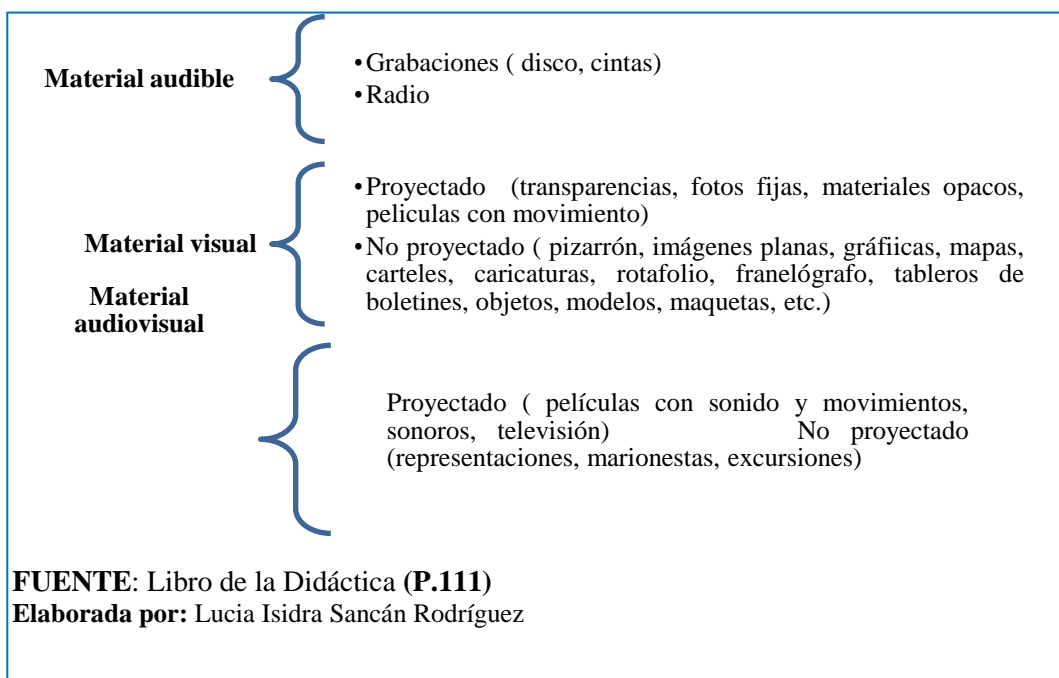 Material audible
•Grabaciones ( disco, cintas)
•Radio
Material visual
•Proyectado (transparencias, fotos fijas, materiales opacos,
peliculas con movimiento)
•No proyectado ( pizarrón, imágenes planas, gráfiicas, mapas,
carteles, caricaturas, rotafolio, franelógrafo, tableros de
boletines, objetos, modelos, maquetas, etc.)
Material
audiovisual
Proyectado ( películas con sonido y movimientos,
sonoros, televisión) No proyectado
(representaciones, marionestas, excursiones)
FUENTE: Libro de la Didáctica (P.111)
Elaborada por: Lucia Isidra Sancán Rodríguez